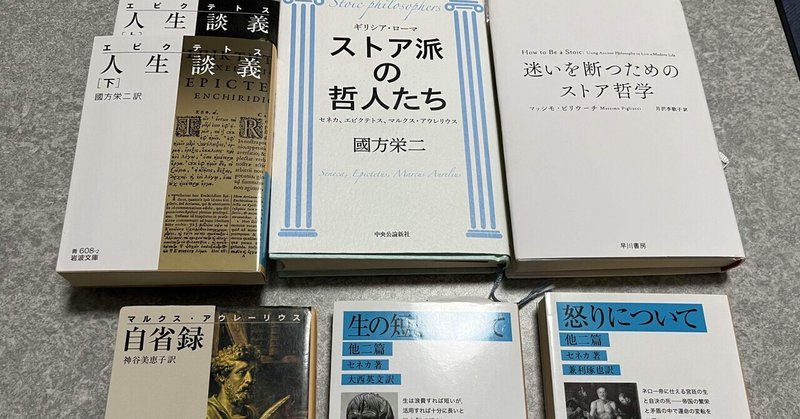 エピクテトス
人生談義
[上]
エピクテトス
人生談義
[下]
國方栄二訳
EPICTE
ENCHIRIDIO
青 608-2
岩波文庫
Stoic philosophers
ギリシア・ローマ
ストア派
の
哲人たち
セネカ、エピクテトス、マルクス・アウレリウス
國方栄二
Seneca, Epictetus, Marcus Aurelius
中央公論新社
How to Be a Stoic: Using Ancient Philosophy to Live a Modern Life
迷いを断つための
ストア哲学
マッシモ・ピリウーチ Massimo Pigliucci 月沢李歌子訳
早川書房
マルクス・アウレーリウス
自省録
神谷美恵子訳
生の短 て
他二篇
セネカ著
大西英文訳
生は浪費すれば短いが、
活用すれば十分に長いと
怒りについて
他二篇
セネカ著
兼利琢也訳
ネロー帝に仕える宮廷の生
と自決の死――帝国の繁栄
と矛盾の中で運命の変転を